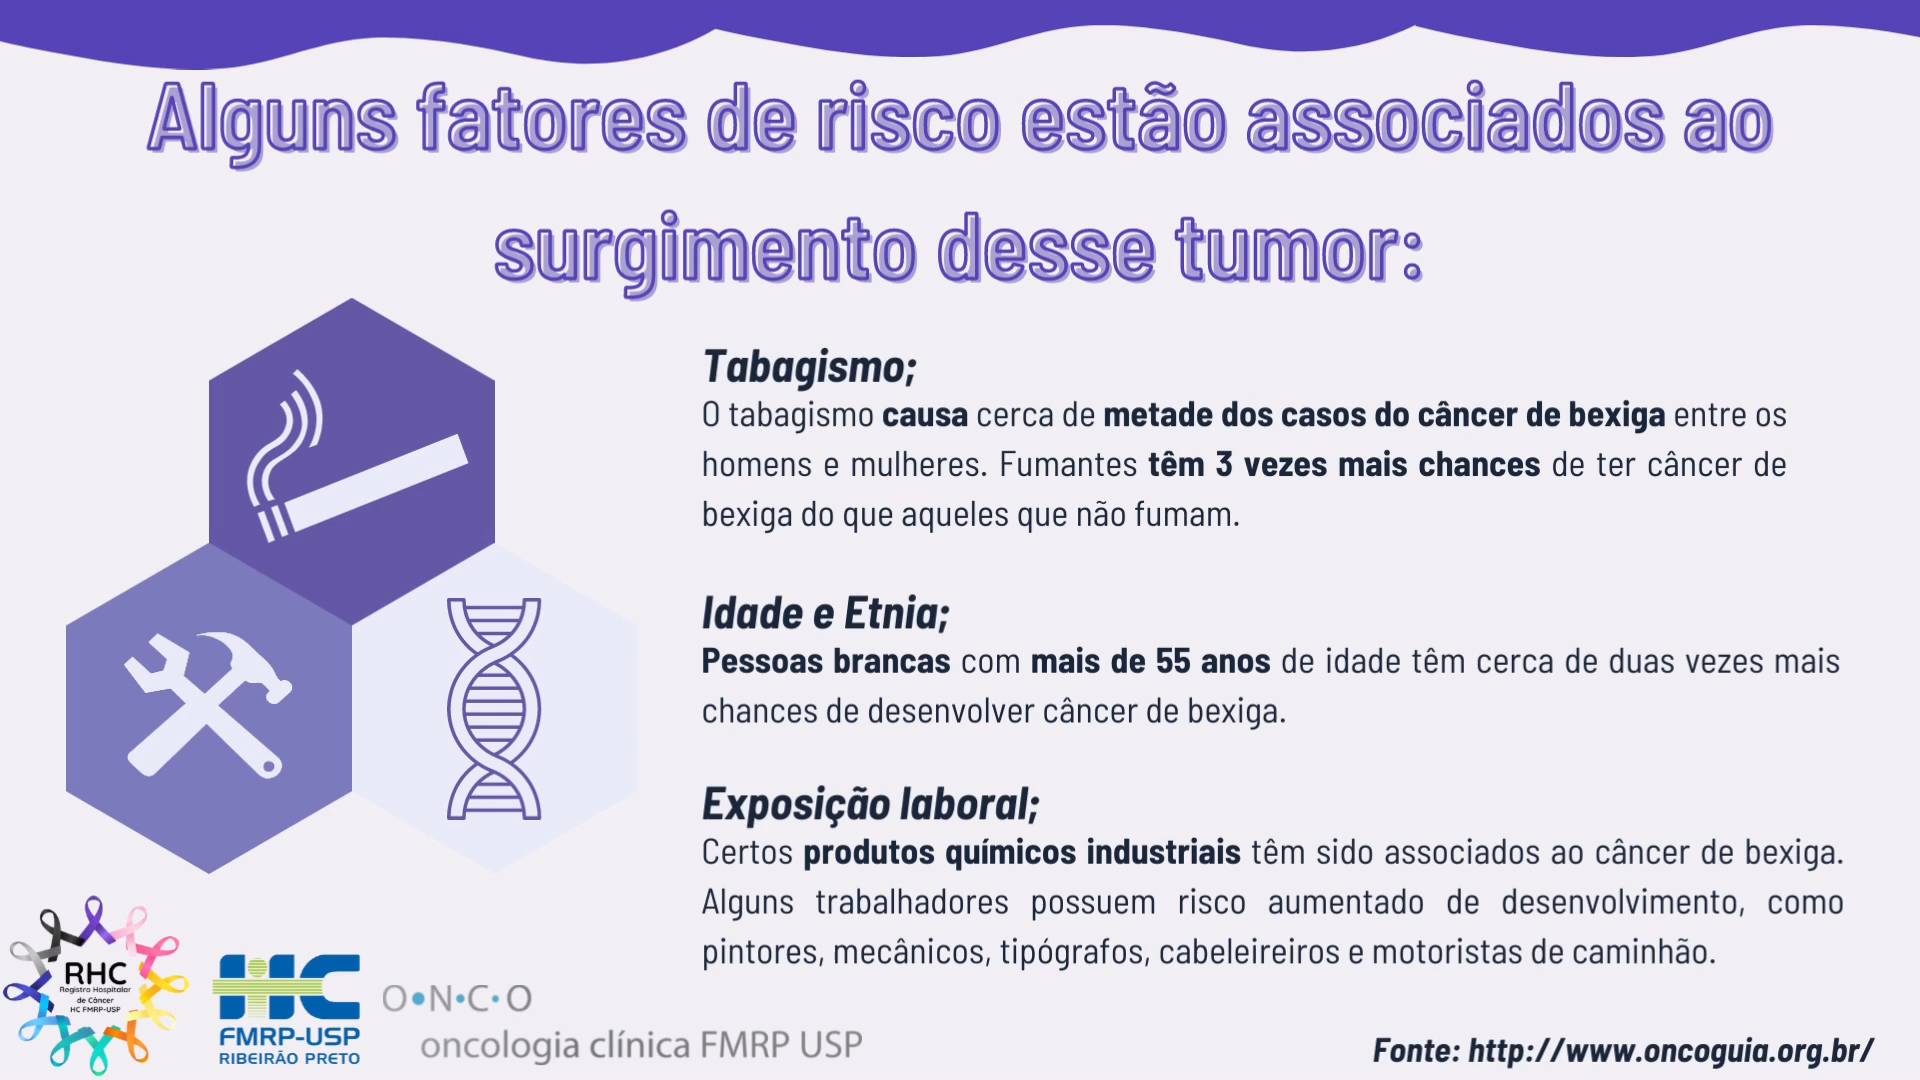 Alguns fatores de risco estão associados ao
surgimento desse tumor:
Tabagismo;
O tabagismo causa cerca de metade dos casos do câncer de bexiga entre os
homens e mulheres. Fumantes têm 3 vezes mais chances de ter câncer de
bexiga do que aqueles que não fumam.
Idade e Etnia;
Pessoas brancas com mais de 55 anos de idade têm cerca de duas vezes mais
chances de desenvolver câncer de bexiga.
Exposição laboral;
Certos produtos químicos industriais têm sido associados ao câncer de bexiga.
Alguns trabalhadores possuem risco aumentado de desenvolvimento, como
pintores, mecânicos, tipógrafos, cabeleireiros e motoristas de caminhão.
RHC
Registro Hospitalar
de Câncer
HC FMRP-USP
HC
FMRP-USP
RIBEIRÃO PRETO
O•N•C•O
oncologia clínica FMRP USP
Fonte: http://www.oncoguia.org.br/